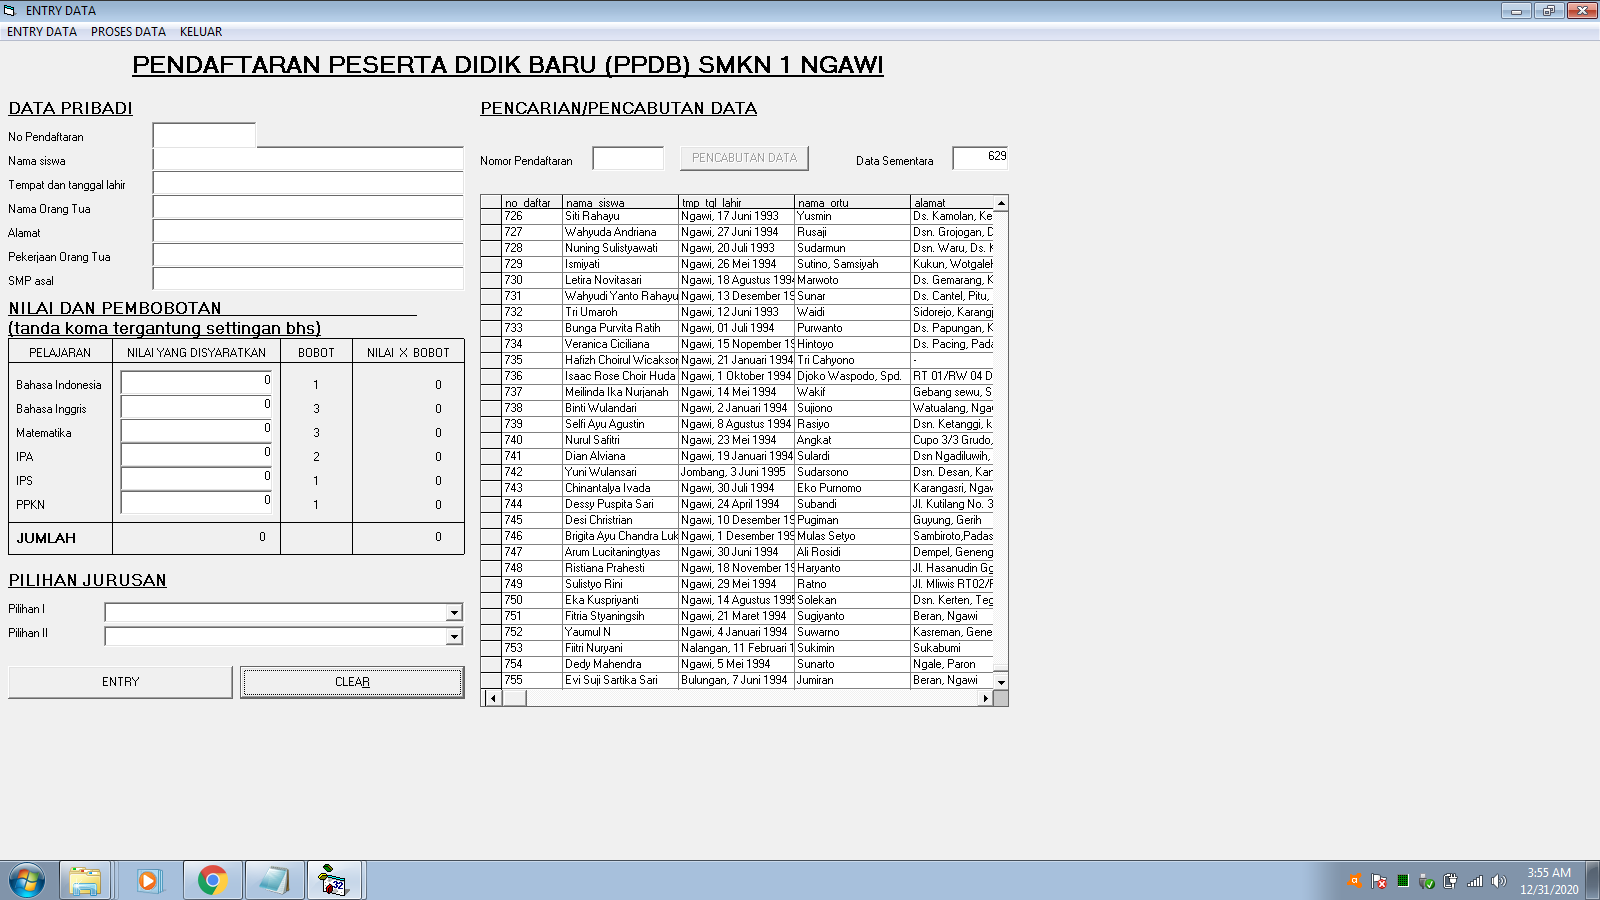 ENTRY DATA
ENTRY DATA PROSES DATA KELUAR
PENDAFTARAN PESERTA DIDIK BARU (PPDB) SMKN 1 NGAWI
DATA PRIBADI
No Pendaftaran
Nama siswa
Tempat dan tanggal lahir
Nama Orang Tua
Alamat
Pekerjaan Orang Tua
SMP asal
NILAI DAN PEMBOBOTAN
(tanda koma tergantung settingan bhs)
PELAJARAN NILAI YANG DISYARATKAN BOBOT NILAI X BOBOT
Bahasa Indonesia 0 1 0
Bahasa Inggris 0 3 0
Matematika 0 3 0
IPA 0 2 0
IPS 0 1 0
PPKN 0 1 0
JUMLAH 0 0
PILIHAN JURUSAN
Pilihan I
Pilihan II
ENTRY CLEAR
PENCARIAN/PENCABUTAN DATA
Nomor Pendaftaran PENCABUTAN DATA Data Sementara 629
no_daftar nama_siswa tmp_tgl_lahir nama_ortu alamat
726 Siti Rahayu Ngawi, 17 Juni 1993 Yusmin Ds. Kamolan, Ke
727 Wahyuda Andriana Ngawi, 27 Juni 1994 Rusaji Dsn. Grojogan, D
728 Nuning Sulistyawati Ngawi, 20 Juli 1993 Sudarmun Dsn. Waru, Ds. K
729 Ismiyati Ngawi, 26 Mei 1994 Sutino, Samsiyah Kukun, Wotgaleh
730 Letira Novitasari Ngawi, 18 Agustus 1994 Marwoto Ds. Gemarang, K
731 Wahyudi Yanto Rahayu Ngawi, 13 Desember 19 Sunar Ds. Cantel, Pitu,
732 Tri Umaroh Ngawi, 12 Juni 1993 Waidi Sidorejo, Karangj
733 Bunga Purvita Ratih Ngawi, 01 Juli 1994 Purwanto Ds. Papungan, K
734 Veranica Ciciliana Ngawi, 15 Nopember 19 Hintoyo Ds. Pacing, Pada
735 Hafizh Choirul Wicakson Ngawi, 21 Januari 1994 Tri Cahyono -
736 Isaac Rose Choir Huda Ngawi, 1 Oktober 1994 Djoko Waspodo, Spd. RT 01/RW 04 D
737 Meilinda Ika Nurjanah Ngawi, 14 Mei 1994 Wakif Gebang sewu, S
738 Binti Wulandari Ngawi, 2 Januari 1994 Sujiono Watualang, Ngaw
739 Selfi Ayu Agustin Ngawi, 8 Agustus 1994 Rasiyo Dsn. Ketanggi, k
740 Nurul Safitri Ngawi, 23 Mei 1994 Angkat Cupo 3/3 Grudo,
741 Dian Alviana Ngawi, 19 Januari 1994 Sulardi Dsn Ngadiluwih,
742 Yuni Wulansari Jombang, 3 Juni 1995 Sudarsono Dsn. Desan, Kar
743 Chinantalya Ivada Ngawi, 30 Juli 1994 Eko Purnomo Karangasri, Ngaw
744 Dessy Puspita Sari Ngawi, 24 April 1994 Subandi Jl. Kutilang No. 3
745 Desi Christrian Ngawi, 10 Desember 19 Pugiman Guyung, Gerih
746 Brigita Ayu Chandra Luk Ngawi, 1 Desember 199 Mulas Setyo Sambiroto,Padas
747 Arum Lucitaningtyas Ngawi, 30 Juni 1994 Ali Rosidi Dempel, Geneng
748 Ristiana Prahesti Ngawi, 18 November 19 Haryanto Jl. Hasanudin Gg
749 Sulistyo Rini Ngawi, 29 Mei 1994 Ratno Jl. Mliwis RT02/F
750 Eka Kuspriyanti Ngawi, 14 Agustus 1995 Solekan Dsn. Kerten, Teg
751 Fitria Styaningsih Ngawi, 21 Maret 1994 Sugiyanto Beran, Ngawi
752 Yaumul N Ngawi, 4 Januari 1994 Suwarno Kasreman, Gene
753 Fiitri Nuryani Nalangan, 11 Februari 1 Sukimin Sukabumi
754 Dedy Mahendra Ngawi, 5 Mei 1994 Sunarto Ngale, Paron
755 Evi Suji Sartika Sari Bulungan, 7 Juni 1994 Jumiran Beran, Ngawi
32
3:55 AM
12/31/2020